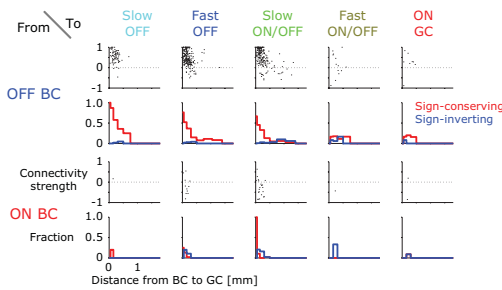 From To
Slow OFF
Fast OFF
Slow ON/OFF
Fast ON/OFF
ON GC
1
0
-1
OFF BC
1.0
0.5
0
Sign-conserving
Sign-inverting
Connectivity strength
1
0
-1
ON BC
Fraction
1.0
0.5
0
0 1
Distance from BC to GC [mm]